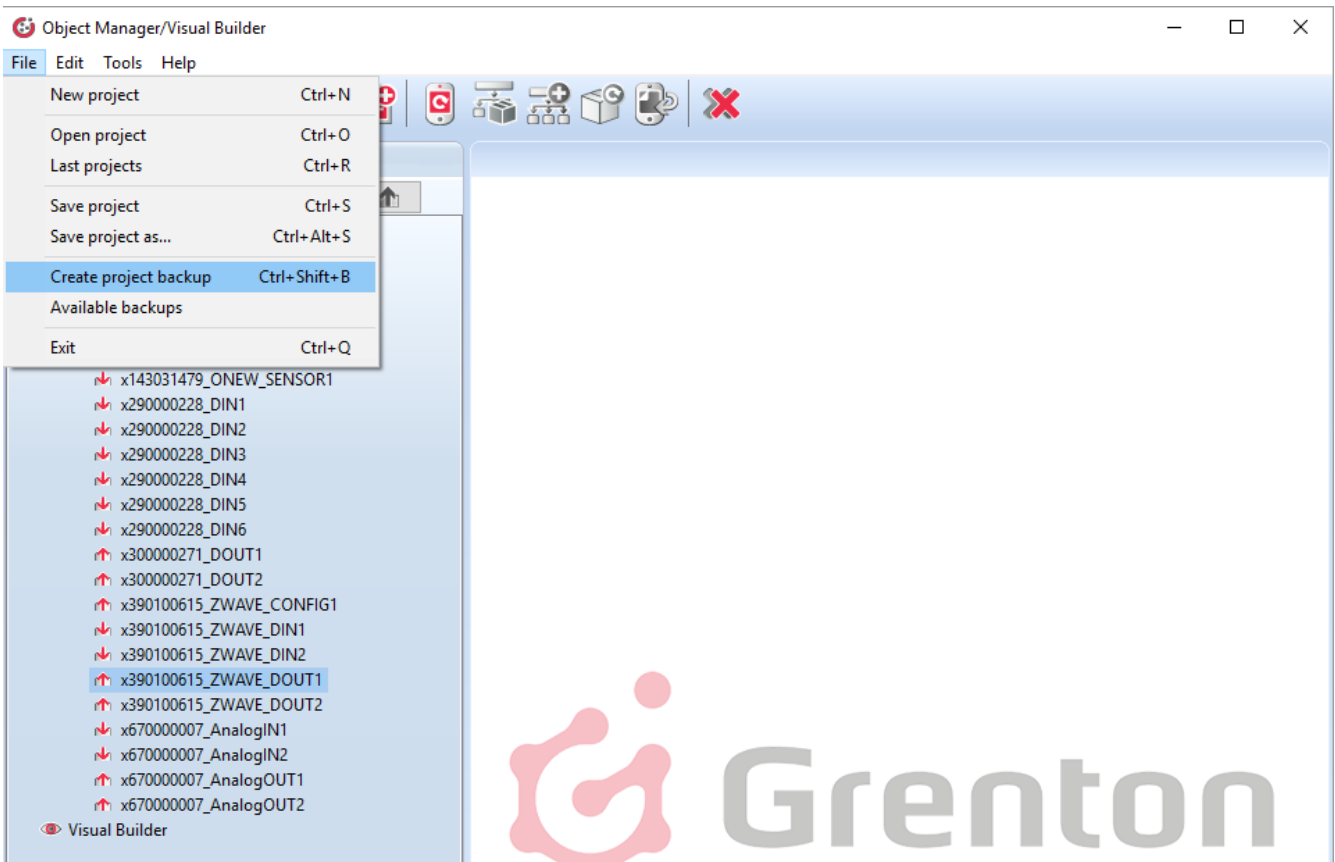 Object Manager/Visual Builder
File Edit Tools Help
New project Ctrl+N
Open project Ctrl+O
Last projects Ctrl+R
Save project Ctrl+S
Save project as... Ctrl+Alt+S
Create project backup Ctrl+Shift+B
Available backups
Exit Ctrl+Q
x143031479_ONEW_SENSOR1
x290000228_DIN1
x290000228_DIN2
x290000228_DIN3
x290000228_DIN4
x290000228_DIN5
x290000228_DIN6
x300000271_DOUT1
x300000271_DOUT2
x390100615_ZWAVE_CONFIG1
x390100615_ZWAVE_DIN1
x390100615_ZWAVE_DIN2
x390100615_ZWAVE_DOUT1
x390100615_ZWAVE_DOUT2
x670000007_AnalogIN1
x670000007_AnalogIN2
x670000007_AnalogOUT1
x670000007_AnalogOUT2
Visual Builder
Grenton